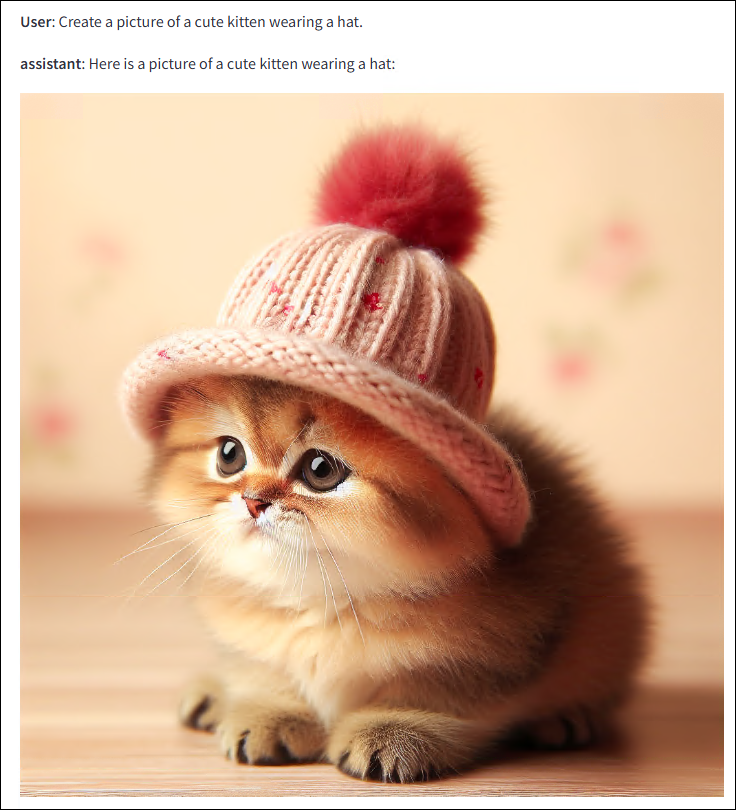 User: Create a picture of a cute kitten wearing a hat.
assistant: Here is a picture of a cute kitten wearing a hat: